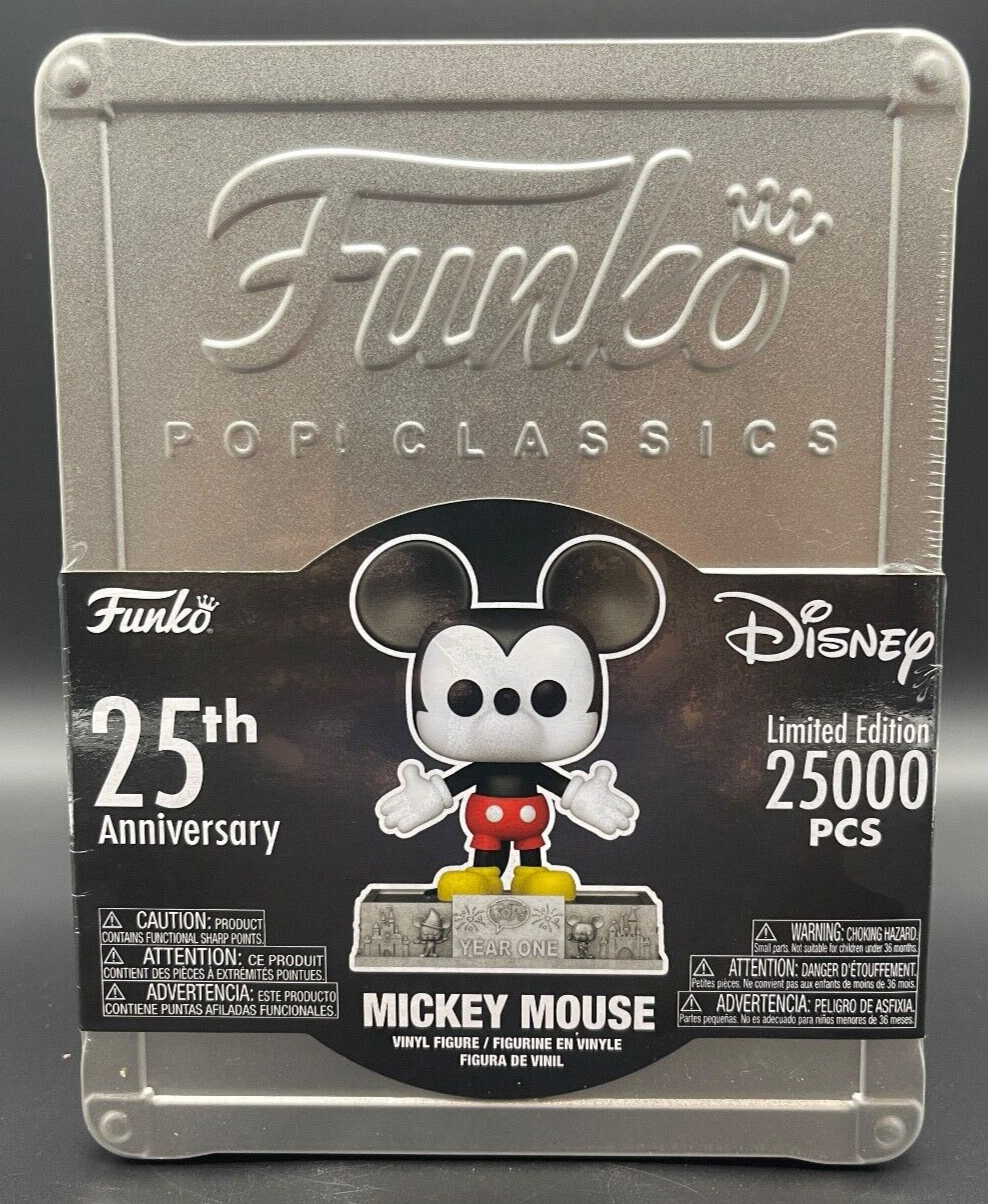 Funko
POP! CLASSICS
Funko
25th
Anniversary
Disney
Limited Edition
25000
PCS
POP!
YEAR ONE
⚠ CAUTION: PRODUCT
CONTAINS FUNCTIONAL SHARP POINTS.
⚠ ATTENTION: CE PRODUIT
CONTIENT DES PIÈCES À EXTRÉMITÉS POINTUES.
⚠ ADVERTENCIA: ESTE PRODUCTO
CONTIENE PUNTAS AFILADAS FUNCIONALES.
⚠ WARNING: CHOKING HAZARD.
Small parts. Not suitable for children under 36 months.
⚠ ATTENTION: DANGER D'ÉTOUFFEMENT.
Petites pièces. Ne convient pas aux enfants de moins de 36 mois.
⚠ ADVERTENCIA: PELIGRO DE ASFIXIA.
Partes pequeñas. No es adecuado para niños menores de 36 meses.
MICKEY MOUSE
VINYL FIGURE / FIGURINE EN VINYLE
FIGURA DE VINIL